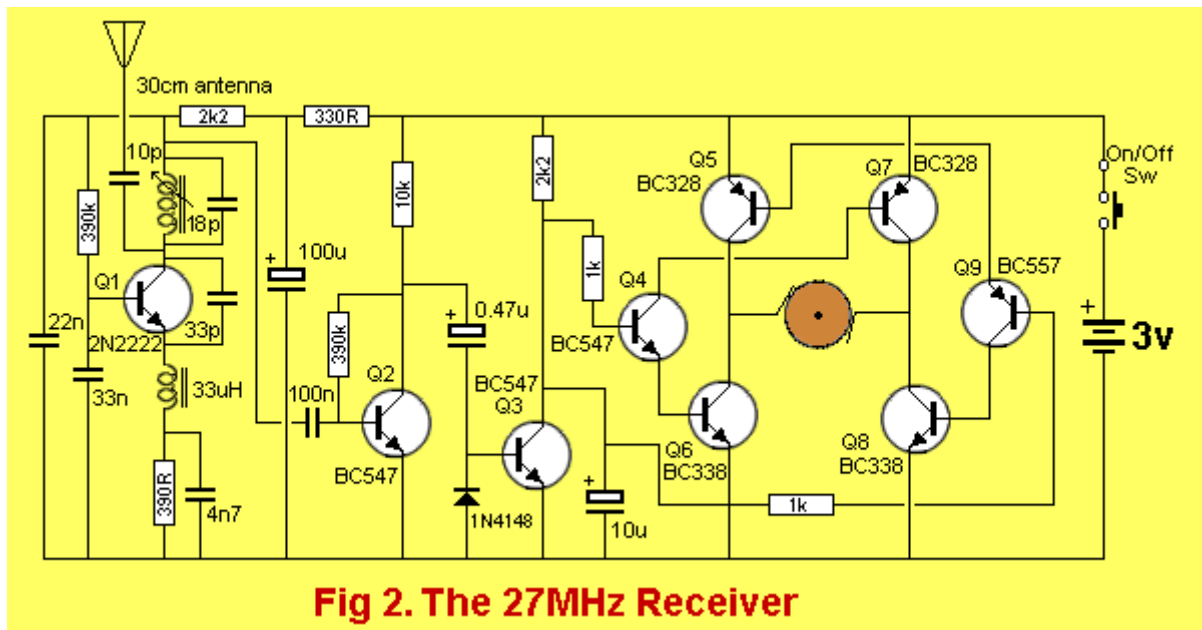 30cm antenna
2k2
330R
10p
18p
390k
Q1
2N2222
33p
22n
33n
33uH
390R
4n7
+
100u
10k
390k
100n
Q2
BC547
+
0.47u
1N4148
2k2
BC547
Q3
1k
+
10u
Q4
BC547
Q5
BC328
Q6
BC338
Q7
BC328
Q8
BC338
Q9
BC557
1k
On/Off
Sw
+
3v
Fig 2. The 27MHz Receiver